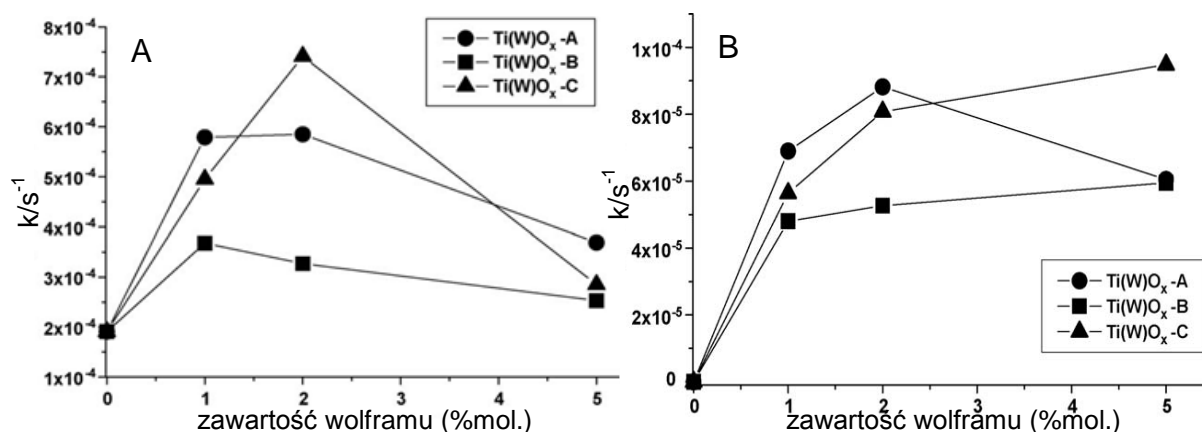 A
8x10⁻⁴
7x10⁻⁴
6x10⁻⁴
5x10⁻⁴
4x10⁻⁴
3x10⁻⁴
2x10⁻⁴
1x10⁻⁴
k/s⁻¹
0 1 2 3 4 5
zawartość wolframu (%mol.)
Ti(W)Oₓ-A
Ti(W)Oₓ-B
Ti(W)Oₓ-C
B
1x10⁻⁴
8x10⁻⁵
6x10⁻⁵
4x10⁻⁵
2x10⁻⁵
0
k/s⁻¹
0 1 2 3 4 5
zawartość wolframu (%mol.)
Ti(W)Oₓ-A
Ti(W)Oₓ-B
Ti(W)Oₓ-C